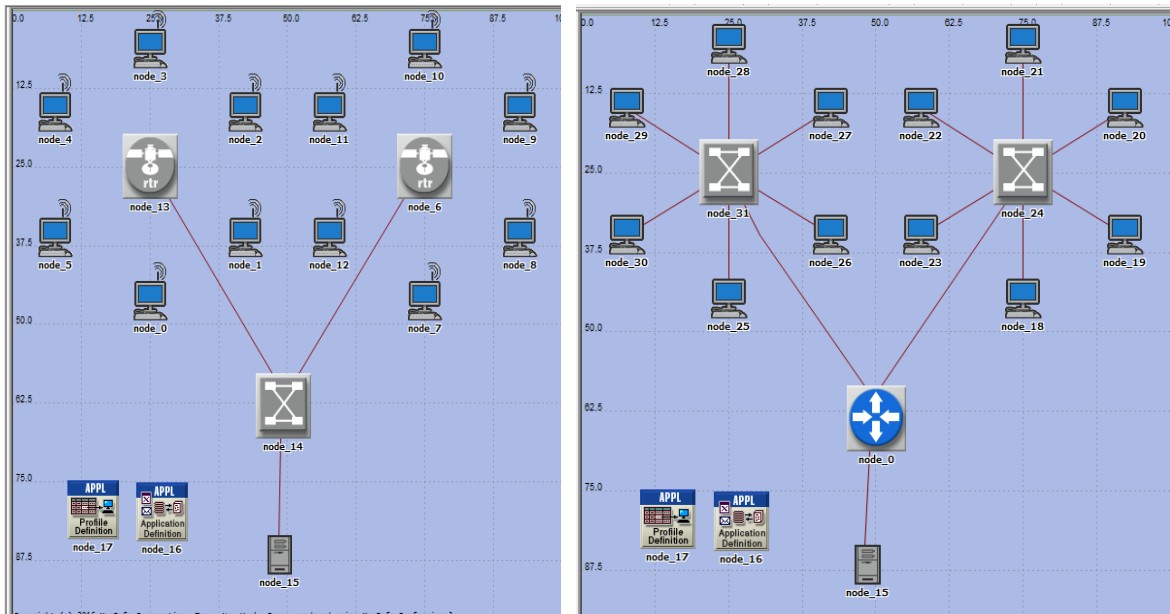 0.0
12.5
25.0
37.5
50.0
62.5
75.0
87.5
12.5
25.0
50.0
75.0
87.5
node_3
node_10
node_4
node_2
node_11
node_9
rtr
node_13
rtr
node_6
node_5
node_1
node_12
node_8
node_0
node_7
node_14
APPL
Profile
Definition
node_17
APPL
Application
Definition
node_16
node_15
0.0
12.5
25.0
37.5
50.0
62.5
75.0
87.5
12.5
25.0
37.5
50.0
62.5
75.0
87.5
node_28
node_21
node_29
node_27
node_22
node_20
node_31
node_24
node_30
node_26
node_23
node_19
node_25
node_18
node_0
APPL
Profile
Definition
node_17
APPL
Application
Definition
node_16
node_15